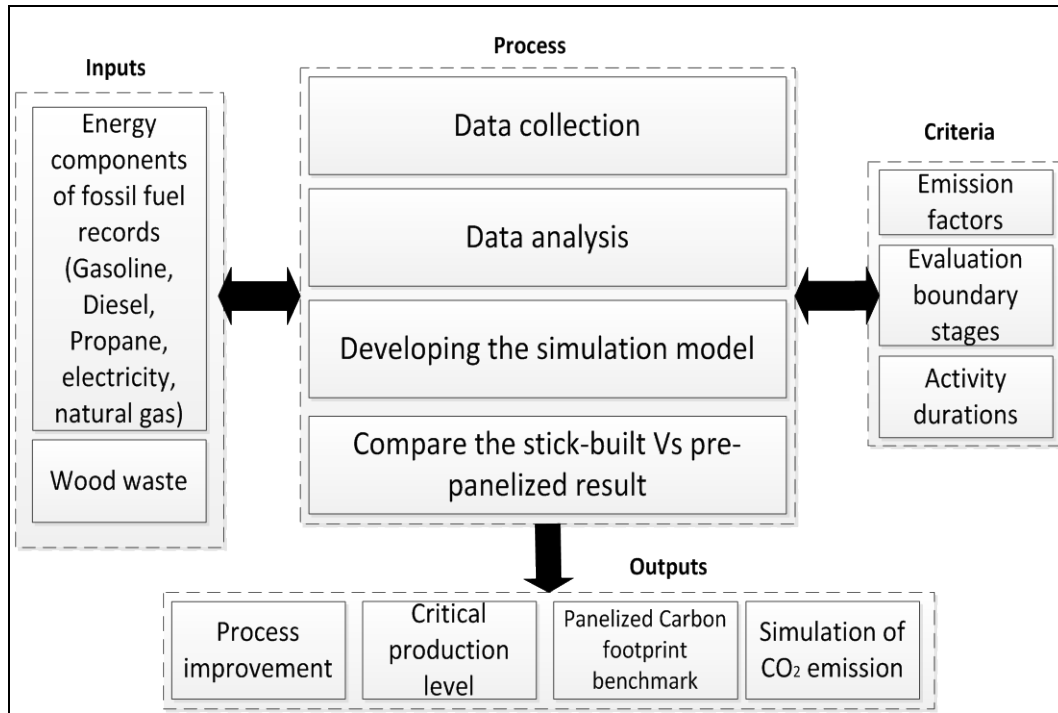 Inputs
Energy
components
of fossil fuel
records
(Gasoline,
Diesel,
Propane,
electricity,
natural gas)
Wood waste
Process
Data collection
Data analysis
Developing the simulation model
Compare the stick-built Vs pre-
panelized result
Criteria
Emission
factors
Evaluation
boundary
stages
Activity
durations
Outputs
Process
improvement
Critical
production
level
Panelized Carbon
footprint
benchmark
Simulation of
CO₂ emission